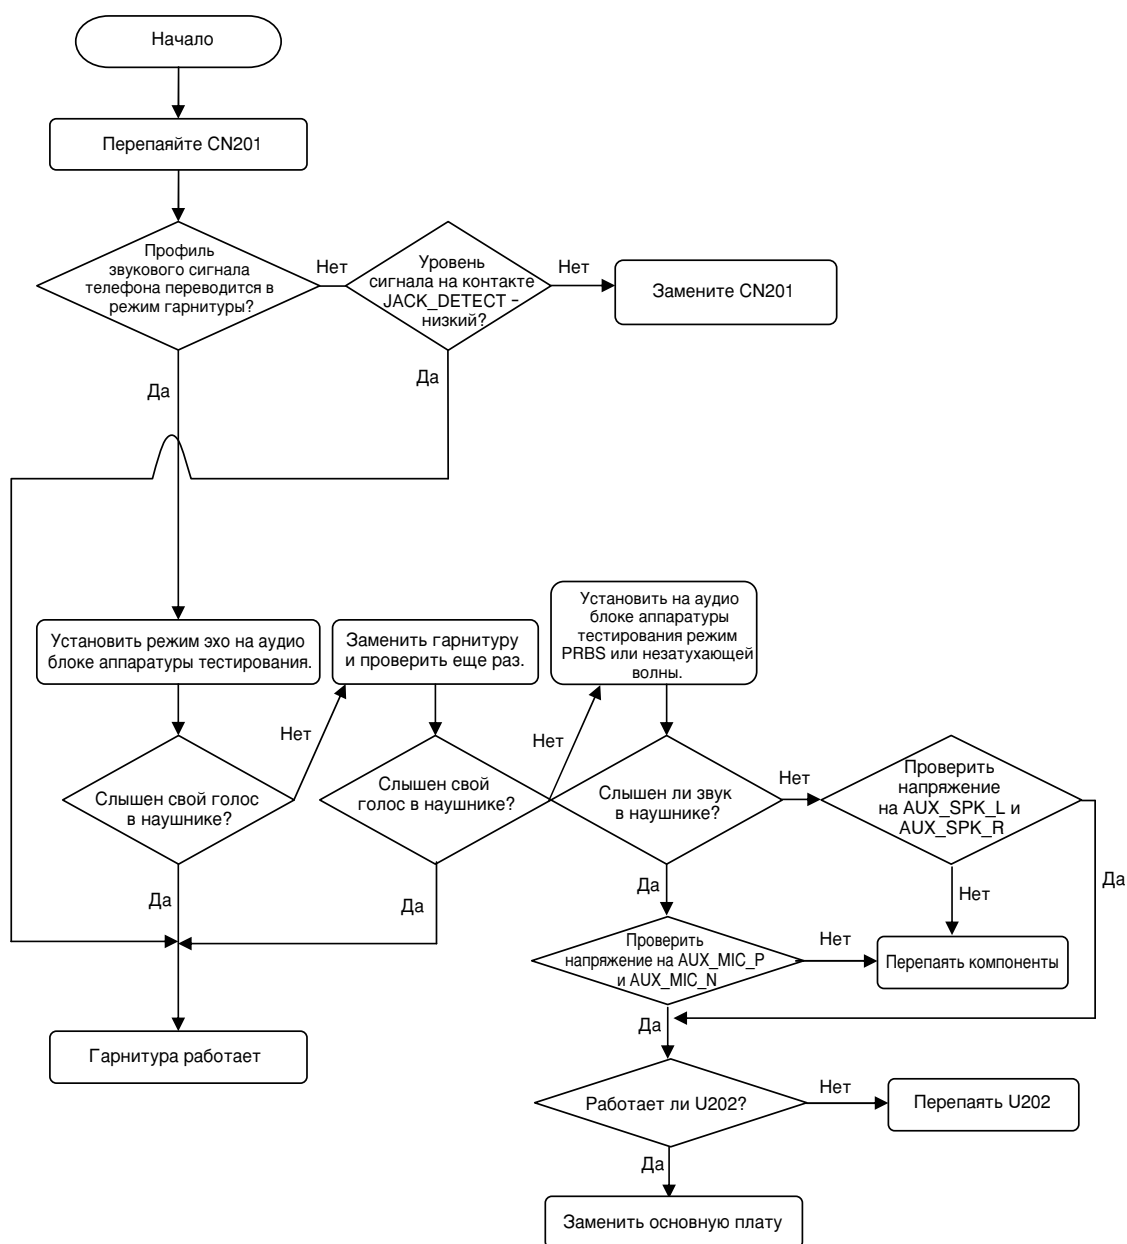 Начало
Перепаяйте CN201
Профиль
звукового сигнала
телефона переводится в
режим гарнитуры?
Нет
Уровень
сигнала на контакте
JACK_DETECT –
низкий?
Нет
Замените CN201
Да
Да
Установить режим эхо на аудио
блоке аппаратуры тестирования.
Заменить гарнитуру
и проверить еще раз.
Установить на аудио
блоке аппаратуры
тестирования режим
PRBS или незатухающей
волны.
Нет
Нет
Слышен свой голос
в наушнике?
Слышен свой
голос в наушнике?
Слышен ли звук
в наушнике?
Нет
Проверить
напряжение
на AUX_SPK_L и
AUX_SPK_R
Да
Да
Да
Нет
Да
Проверить
напряжение на AUX_MIC_P
и AUX_MIC_N
Нет
Перепаять компоненты
Да
Гарнитура работает
Работает ли U202?
Нет
Перепаять U202
Да
Заменить основную плату